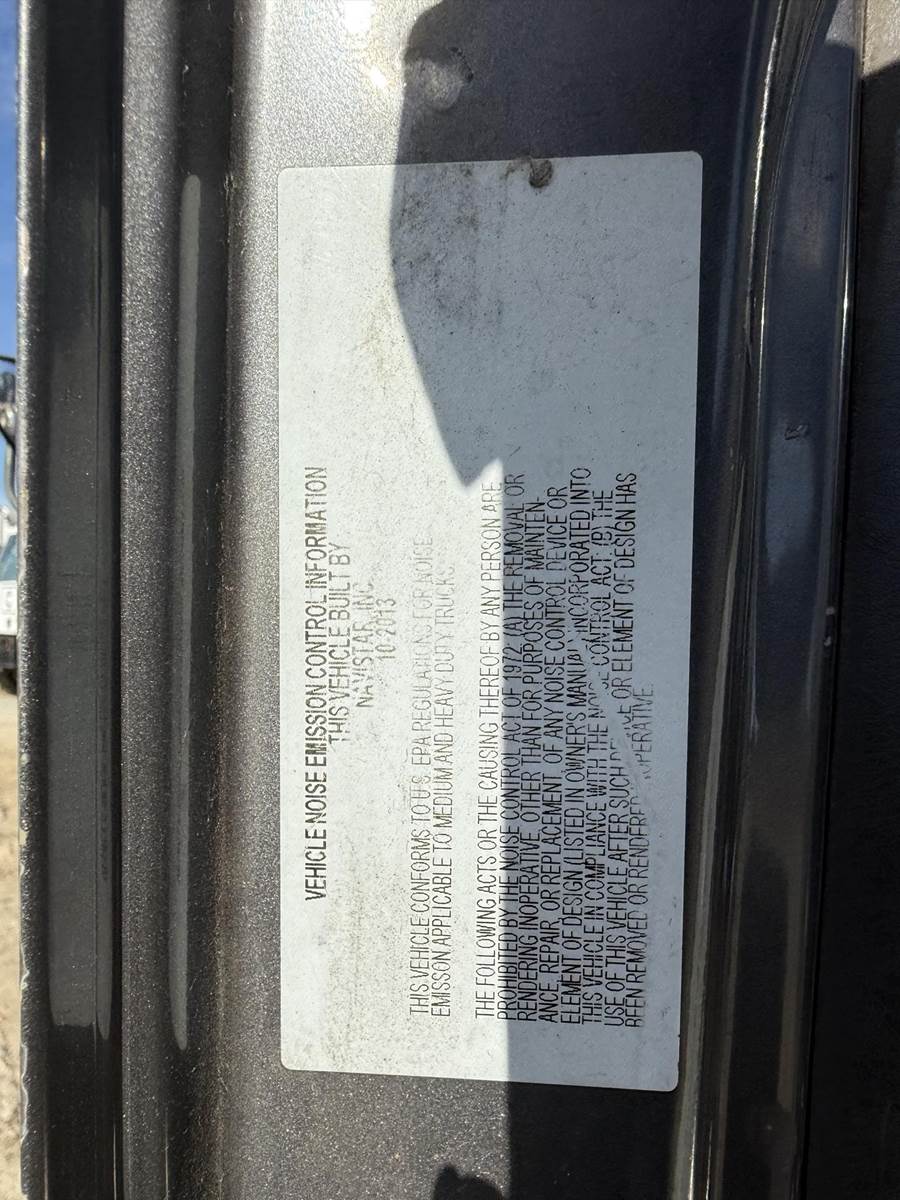 VEHICLE NOISE EMISSION CONTROL INFORMATION
THIS VEHICLE BUILT BY
NAVISTAR, INC.
10-2013
THIS VEHICLE CONFORMS TO U.S. EPA REGULATIONS FOR NOISE
EMISSON APPLICABLE TO MEDIUM AND HEAVY DUTY TRUCKS.
THE FOLLOWING ACTS OR THE CAUSING THEREOF BY ANY PERSON ARE
PROHIBITED BY THE NOISE CONTROL ACT OF 1972 (A) THE REMOVAL OR
RENDERING INOPERATIVE, OTHER THAN FOR PURPOSES OF MAINTEN-
ANCE, REPAIR, OR REPLACEMENT, OF ANY NOISE CONTROL DEVICE OR
ELEMENT OF DESIGN (LISTED IN OWNER'S MANUAL) INCORPORATED INTO
THIS VEHICLE IN COMPLIANCE WITH THE NOISE CONTROL ACT, (B) THE
USE OF THIS VEHICLE AFTER SUCH DEVICE OR ELEMENT OF DESIGN HAS
BEEN REMOVED OR RENDERED INOPERATIVE.